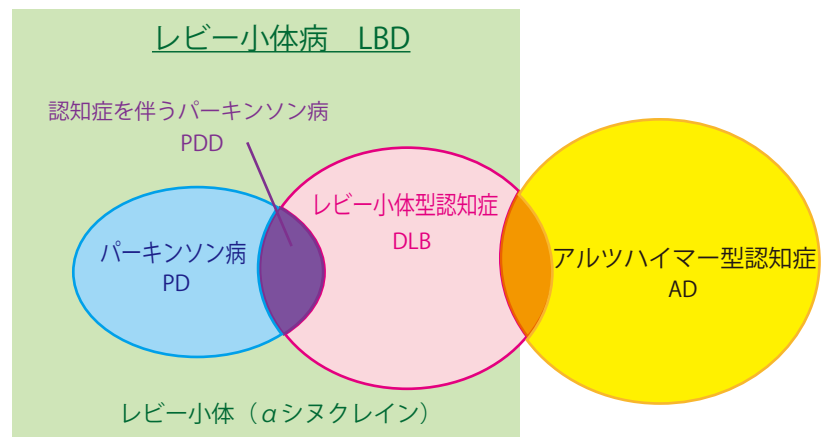 レビー小体病　LBD
認知症を伴うパーキンソン病
PDD
レビー小体型認知症
DLB
パーキンソン病
PD
アルツハイマー型認知症
AD
レビー小体（αシヌクレイン）